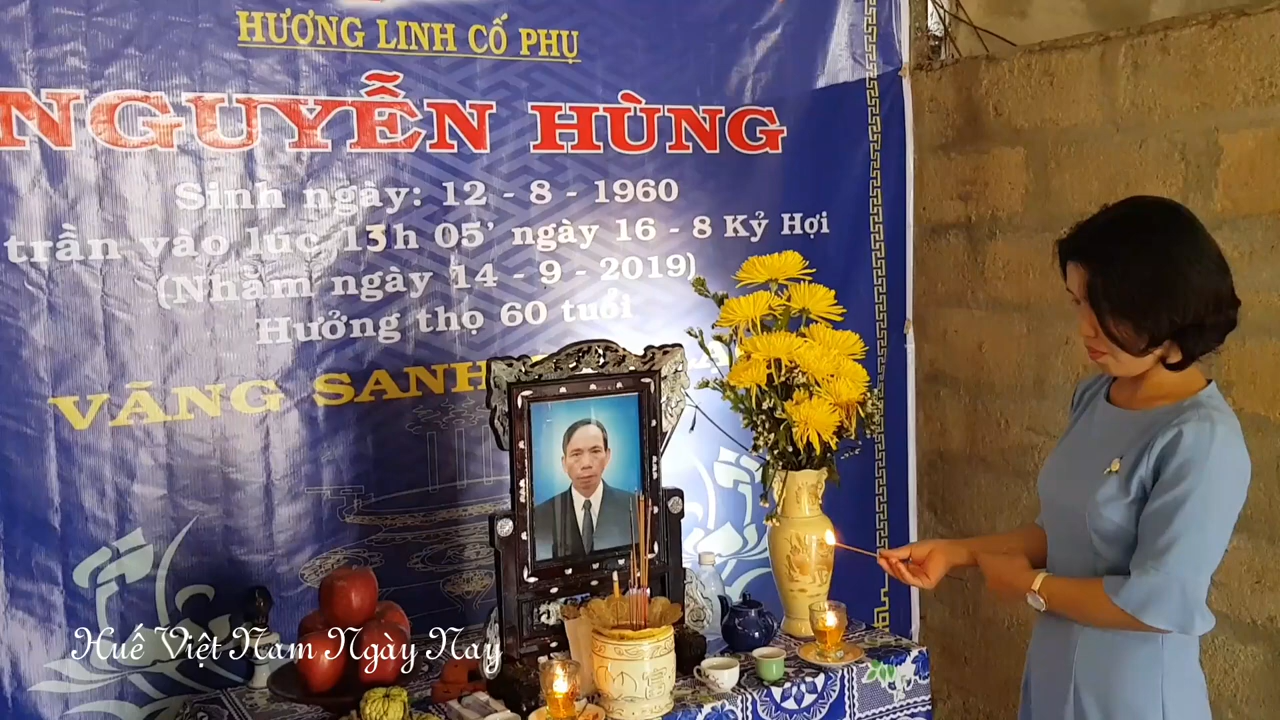 HƯƠNG LINH CỐ PHỤ
NGUYỄN HÙNG
Sinh ngày: 12 - 8 - 1960
trần vào lúc 13h 05' ngày 16 - 8 Kỷ Hợi
(Nhằm ngày 14 - 9 - 2019)
Hưởng thọ 60 tuổi
VÃNG SANH
Huế Việt Nam Ngày Nay